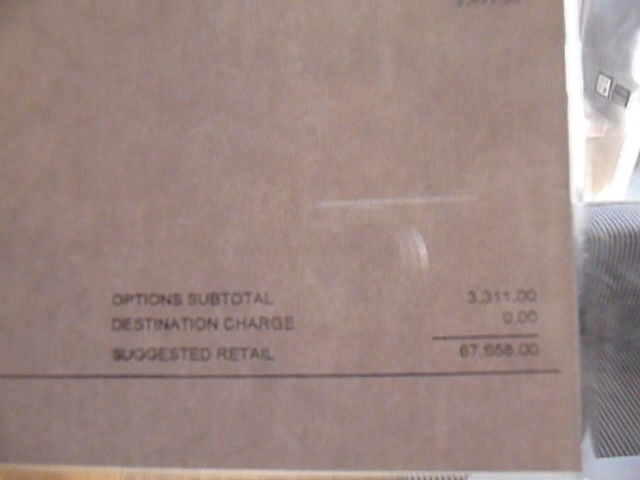 OPTIONS SUBTOTAL 3,311.00
DESTINATION CHARGE 0.00
SUGGESTED RETAIL 67,658.00